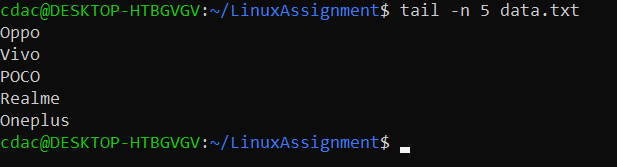 cdac@DESKTOP-HTBGVGV:~/LinuxAssignment$ tail -n 5 data.txt
Oppo
Vivo
POCO
Realme
Oneplus
cdac@DESKTOP-HTBGVGV:~/LinuxAssignment$